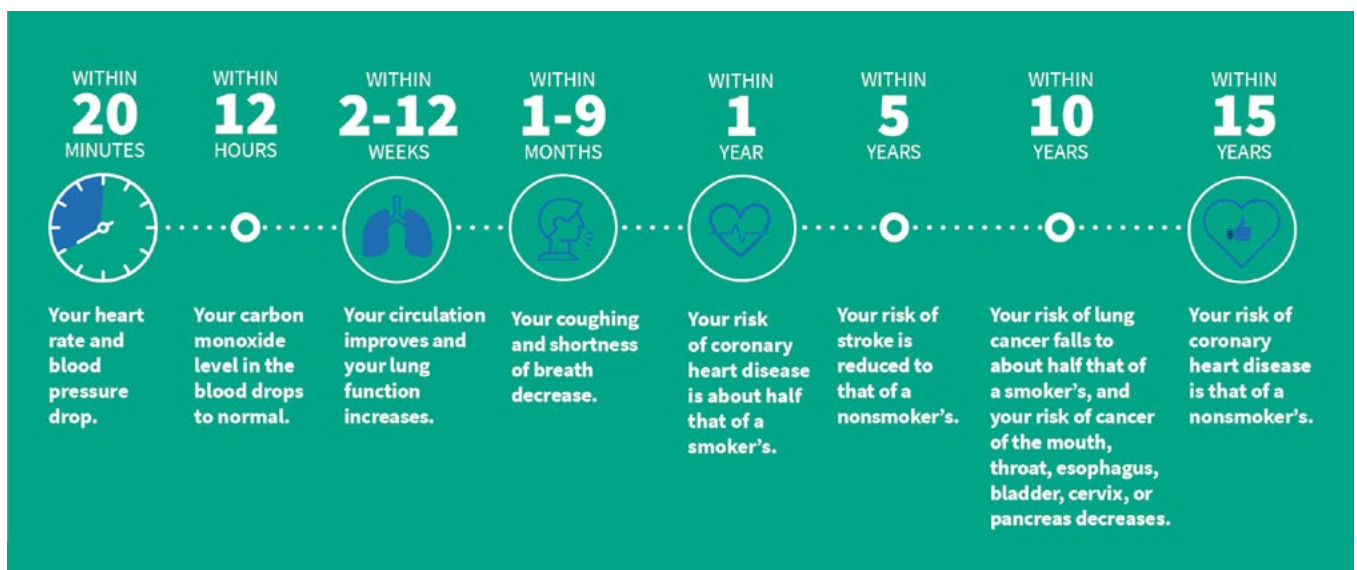 WITHIN
20
MINUTES
Your heart
rate and
blood
pressure
drop.
WITHIN
12
HOURS
Your carbon
monoxide
level in the
blood drops
to normal.
WITHIN
2-12
WEEKS
Your circulation
improves and
your lung
function
increases.
WITHIN
1-9
MONTHS
Your coughing
and shortness
of breath
decrease.
WITHIN
1
YEAR
Your risk
of coronary
heart disease
is about half
that of a
smoker's.
WITHIN
5
YEARS
Your risk of
stroke is
reduced to
that of a
nonsmoker's.
WITHIN
10
YEARS
Your risk of lung
cancer falls to
about half that of
a smoker's, and
your risk of cancer
of the mouth,
throat, esophagus,
bladder, cervix, or
pancreas decreases.
WITHIN
15
YEARS
Your risk of
coronary
heart disease
is that of a
nonsmoker's.